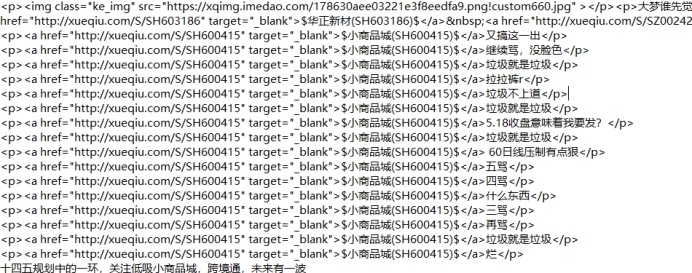 <p><img class="ke_img" src="https://xqimg.imedao.com/178630aee03221e3f8eedfa9.png!custom660.jpg" ></p><p>大梦谁先觉
href="http://xueqiu.com/S/SH603186" target="_blank">$华正新材(SH603186)$</a>&nbsp;<a href="http://xueqiu.com/S/SZ00242
<p><a href="http://xueqiu.com/S/SH600415" target="_blank">$小商品城(SH600415)$</a>又搞这一出</p>
<p><a href="http://xueqiu.com/S/SH600415" target="_blank">$小商品城(SH600415)$</a>继续骂，没脸色</p>
<p><a href="http://xueqiu.com/S/SH600415" target="_blank">$小商品城(SH600415)$</a>垃圾就是垃圾</p>
<p><a href="http://xueqiu.com/S/SH600415" target="_blank">$小商品城(SH600415)$</a>拉拉裤r</p>
<p><a href="http://xueqiu.com/S/SH600415" target="_blank">$小商品城(SH600415)$</a>垃圾不上道</p>
<p><a href="http://xueqiu.com/S/SH600415" target="_blank">$小商品城(SH600415)$</a>垃圾就是垃圾</p>
<p><a href="http://xueqiu.com/S/SH600415" target="_blank">$小商品城(SH600415)$</a>5.18收盘意味着我要发？</p>
<p><a href="http://xueqiu.com/S/SH600415" target="_blank">$小商品城(SH600415)$</a>垃圾就是垃圾</p>
<p><a href="http://xueqiu.com/S/SH600415" target="_blank">$小商品城(SH600415)$</a> 60日线压制有点狠</p>
<p><a href="http://xueqiu.com/S/SH600415" target="_blank">$小商品城(SH600415)$</a>五骂</p>
<p><a href="http://xueqiu.com/S/SH600415" target="_blank">$小商品城(SH600415)$</a>四骂</p>
<p><a href="http://xueqiu.com/S/SH600415" target="_blank">$小商品城(SH600415)$</a>什么东西</p>
<p><a href="http://xueqiu.com/S/SH600415" target="_blank">$小商品城(SH600415)$</a>三骂</p>
<p><a href="http://xueqiu.com/S/SH600415" target="_blank">$小商品城(SH600415)$</a>再骂</p>
<p><a href="http://xueqiu.com/S/SH600415" target="_blank">$小商品城(SH600415)$</a>垃圾就是垃圾</p>
<p><a href="http://xueqiu.com/S/SH600415" target="_blank">$小商品城(SH600415)$</a>烂</p>
十四五规划中的一环，关注低吸小商品城，跨境通，未来有一波